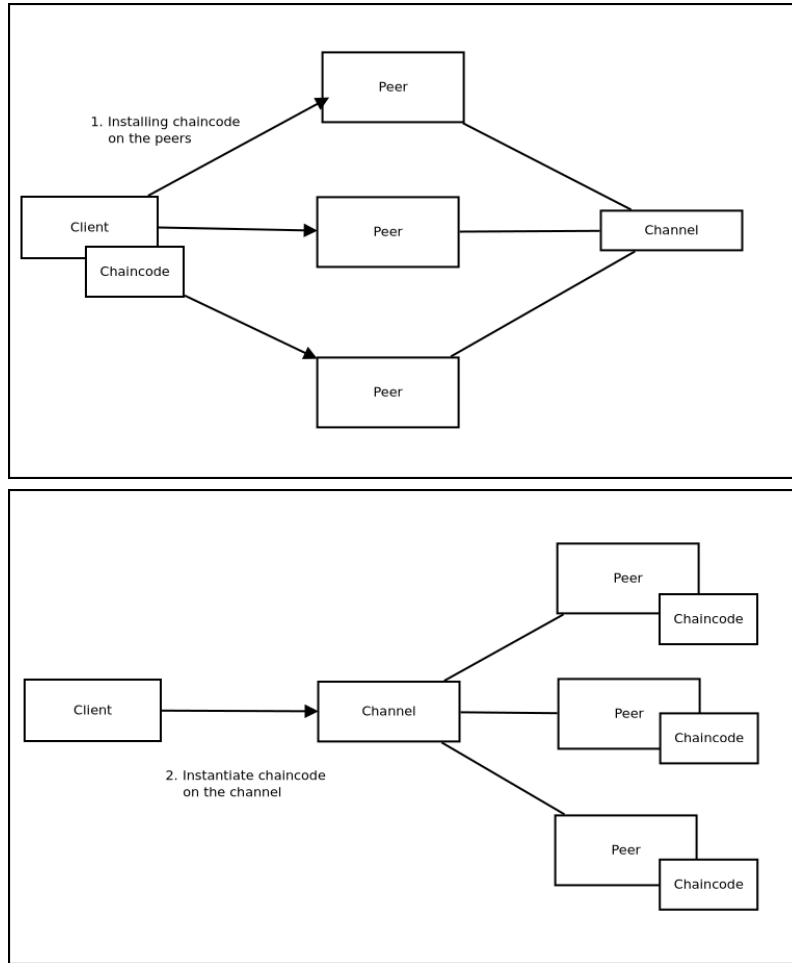 Peer
1. Installing chaincode
on the peers
Client
Peer
Channel
Chaincode
Peer
Peer
Chaincode
Client
Channel
Peer
Chaincode
2. Instantiate chaincode
on the channel
Peer
Chaincode